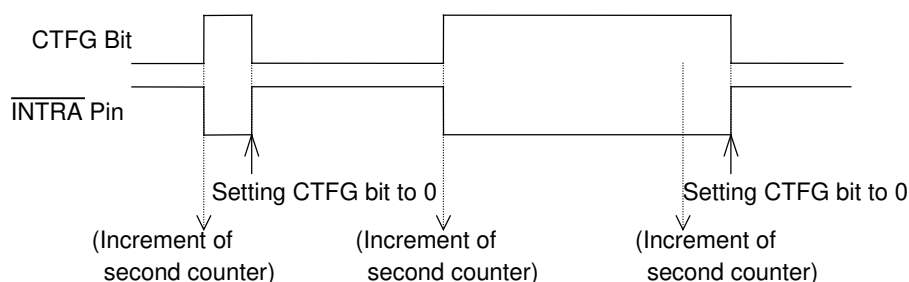 CTFG Bit
INTRA Pin
Setting CTFG bit to 0
Setting CTFG bit to 0
(Increment of
second counter)
(Increment of
second counter)
(Increment of
second counter)